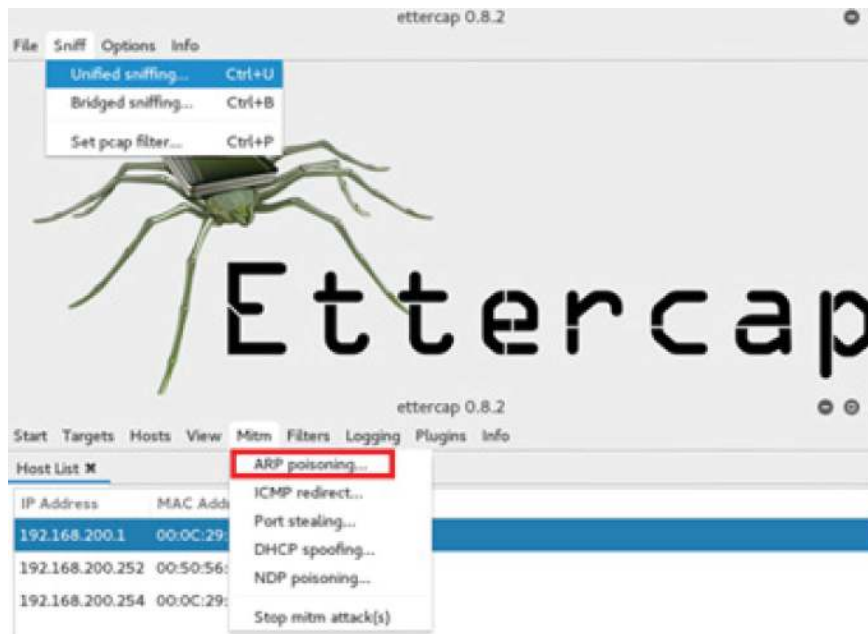 ettercap 0.8.2
File Sniff Options Info
Unified sniffing... Ctrl+U
Bridged sniffing... Ctrl+B
Set pcap filter... Ctrl+P
Ettercap
ettercap 0.8.2
Start Targets Hosts View Mitm Filters Logging Plugins Info
Host List ✖
ARP poisoning...
ICMP redirect...
Port stealing...
DHCP spoofing...
NDP poisoning...
Stop mitm attack(s)
IP Address MAC Addr
192.168.200.1 00:0C:29:
192.168.200.252 00:50:56:
192.168.200.254 00:0C:29: